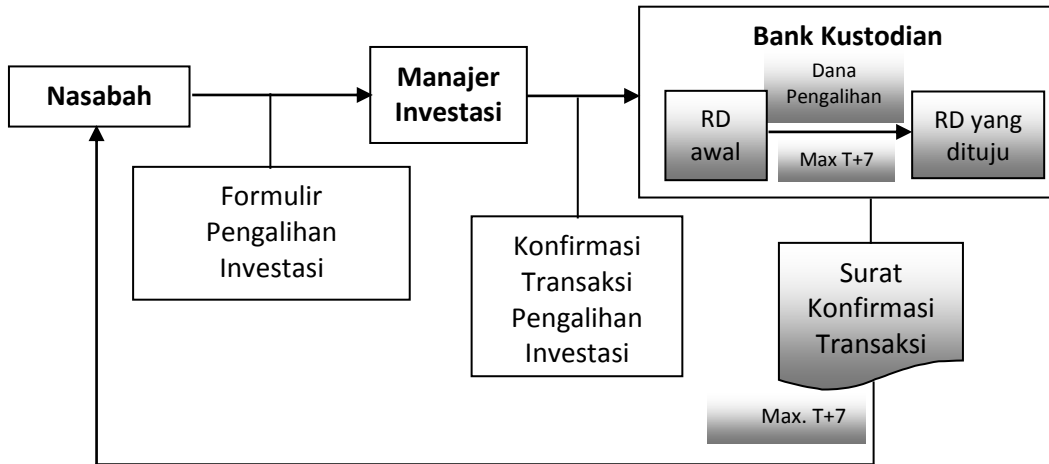 Nasabah
Manajer
Investasi
Bank Kustodian
Dana
Pengalihan
RD
awal
Max T+7
RD yang
dituju
Formulir
Pengalihan
Investasi
Konfirmasi
Transaksi
Pengalihan
Investasi
Surat
Konfirmasi
Transaksi
Max. T+7